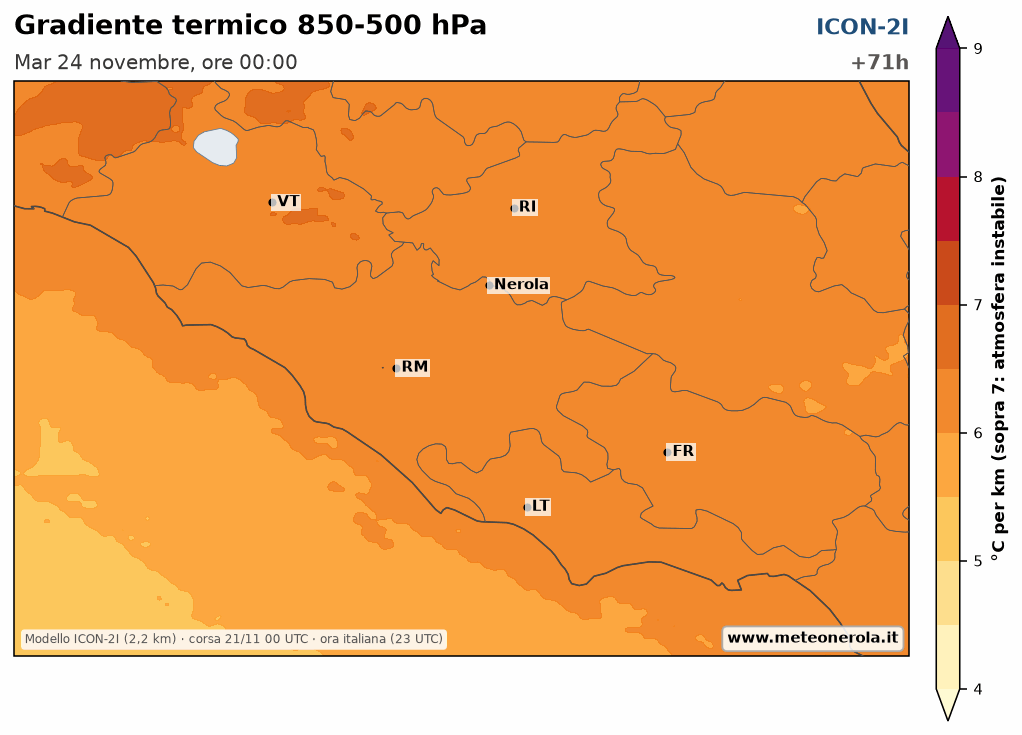 Gradiente termico 850-500 hPa
ICON-2I
Mar 24 novembre, ore 00:00
+71h
9
8
7
6
5
4
°C per km (sopra 7: atmosfera instabile)
VT
RI
Nerola
RM
FR
LT
Modello ICON-2I (2,2 km) · corsa 21/11 00 UTC · ora italiana (23 UTC)
www.meteonerola.it